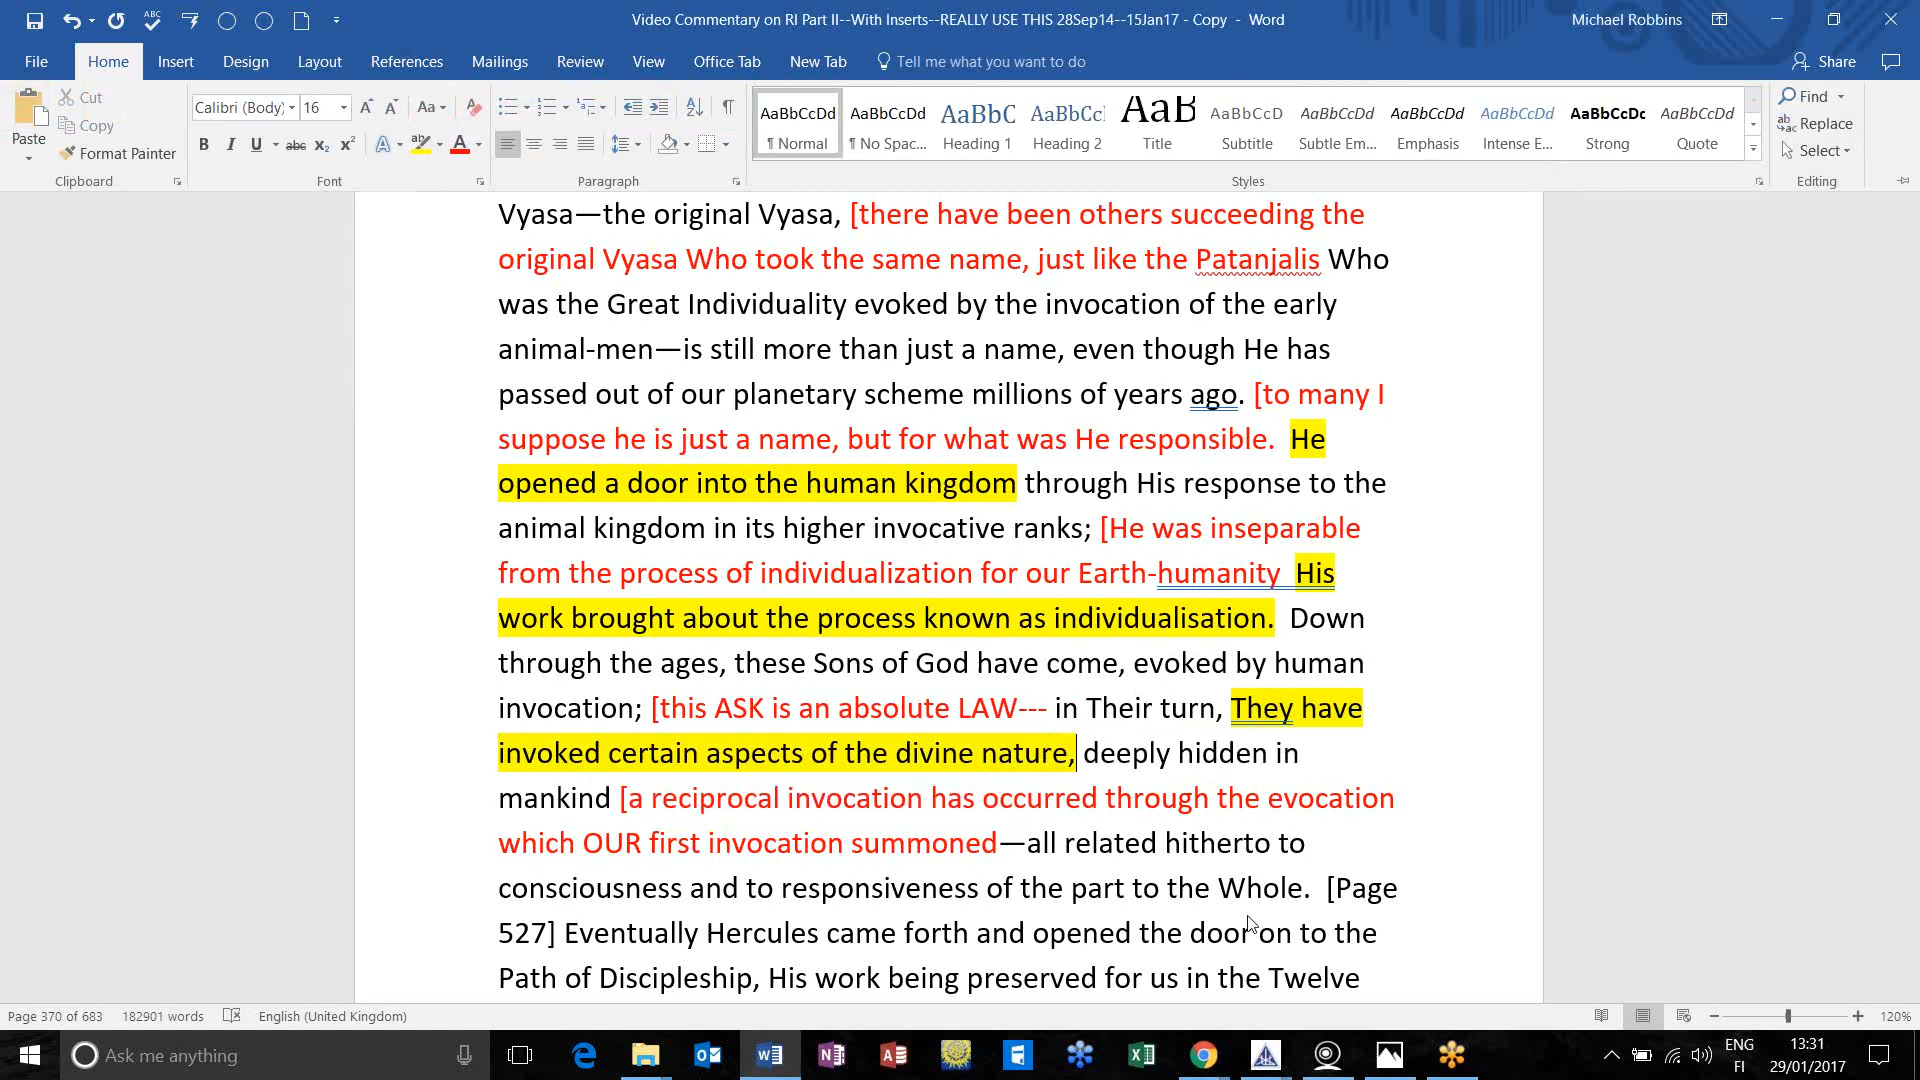 Video Commentary on RI Part II--With Inserts--REALLY USE THIS 28Sep14--15Jan17 - Copy - Word
Michael Robbins
File Home Insert Design Layout References Mailings Review View Office Tab New Tab Tell me what you want to do Share
Paste
Cut
Copy
Format Painter
Clipboard
Calibri (Body) 16
Font
Paragraph
AaBbCcDd AaBbCcDd AaBbC AaBbCc AaB AaBbCcD AaBbCcDd AaBbCcDd AaBbCcDd AaBbCcDc AaBbCcDd
¶ Normal ¶ No Spac... Heading 1 Heading 2 Title Subtitle Subtle Em... Emphasis Intense E... Strong Quote
Styles
Find
Replace
Select
Editing
Vyasa—the original Vyasa, [there have been others succeeding the
original Vyasa Who took the same name, just like the Patanjalis Who
was the Great Individuality evoked by the invocation of the early
animal-men—is still more than just a name, even though He has
passed out of our planetary scheme millions of years ago. [to many I
suppose he is just a name, but for what was He responsible. He
opened a door into the human kingdom through His response to the
animal kingdom in its higher invocative ranks; [He was inseparable
from the process of individualization for our Earth-humanity His
work brought about the process known as individualisation. Down
through the ages, these Sons of God have come, evoked by human
invocation; [this ASK is an absolute LAW--- in Their turn, They have
invoked certain aspects of the divine nature, deeply hidden in
mankind [a reciprocal invocation has occurred through the evocation
which OUR first invocation summoned—all related hitherto to
consciousness and to responsiveness of the part to the Whole. [Page
527] Eventually Hercules came forth and opened the door on to the
Path of Discipleship, His work being preserved for us in the Twelve
Page 370 of 683 182901 words English (United Kingdom) 120%
Ask me anything
ENG
FI
13:31
29/01/2017